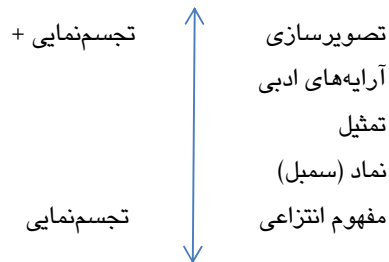 تصویرسازی تجسم‌نمایی +
آرایه‌های ادبی
تمثیل
نماد (سمبل)
مفهوم انتزاعی تجسم‌نمایی